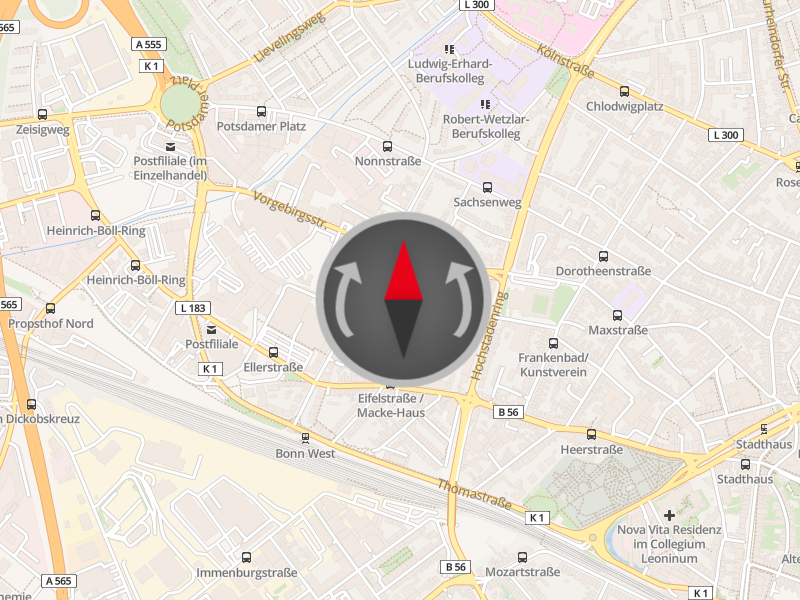 L 300
565
A 555
Lievelingsweg
Kölnstraße
K 1
Ludwig-Erhard-
Berufskolleg
Potsdamer Platz
Chlodwigplatz
Zeisigweg
Potsdamer Platz
Robert-Wetzlar-
Berufskolleg
L 300
Postfiliale (im
Einzelhandel)
Nonnstraße
Vorgebirgsstr.
Sachsenweg
Heinrich-Böll-Ring
Dorotheenstraße
Heinrich-Böll-Ring
565
L 183
Hochstadenring
Propsthof Nord
Postfiliale
Maxstraße
Frankenbad/
Kunstverein
K 1
Ellerstraße
Eifelstraße /
Macke-Haus
B 56
Dickobskreuz
Bonn West
Heerstraße
Stadthaus
Stadthaus
Thomastraße
K 1
Nova Vita Residenz
im Collegium
Leoninum
Immenburgstraße
B 56
Mozartstraße
A 565
K 1